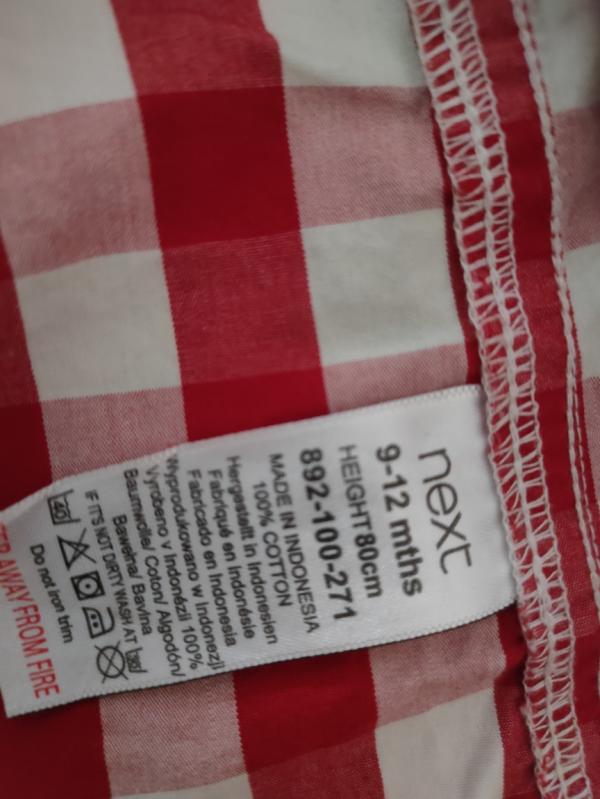 next
9-12 mths
HEIGHT 80cm
892-100-271
MADE IN INDONESIA
100% COTTON
Hergestellt in Indonesien
Fabriqué en Indonésie
Fabricado en Indonesia
Wyprodukowano w Indonezji
Vyrobeno v Indonézii 100%
Baumwolle/ Coton/ Algodón/
Bawełna/ Bavlna
IF IT'S NOT DIRTY WASH AT
40
Do not iron trim
AWAY FROM FIRE